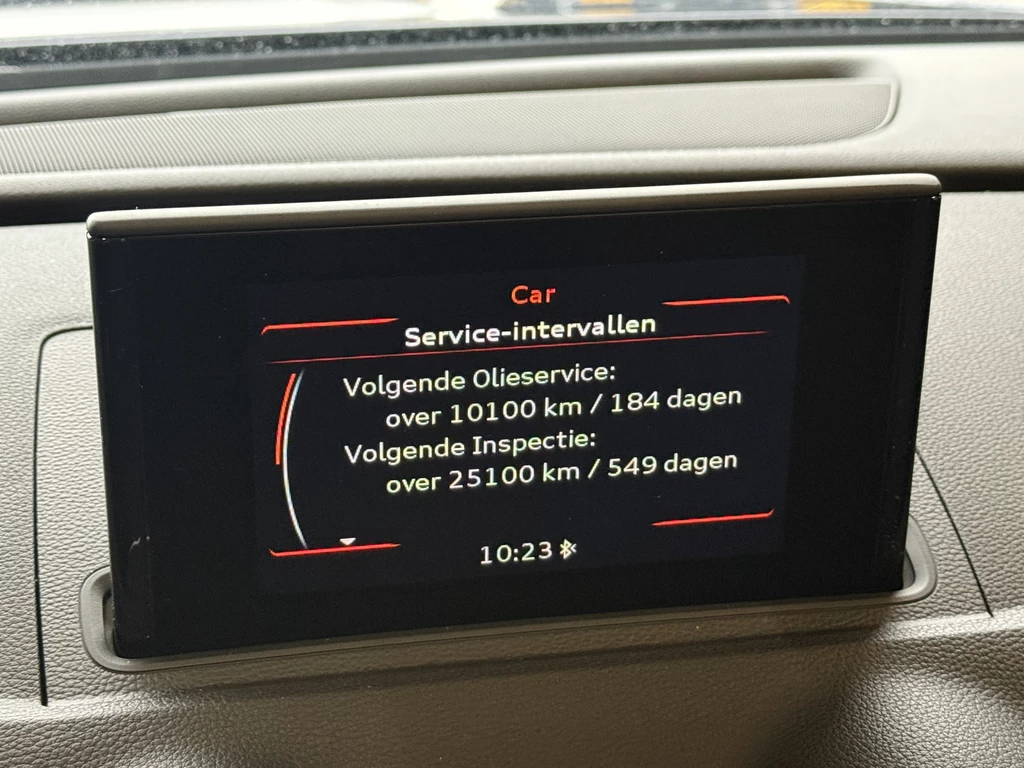 Car
Service-intervallen
Volgende Olieservice:
over 10100 km / 184 dagen
Volgende Inspectie:
over 25100 km / 549 dagen
10:23